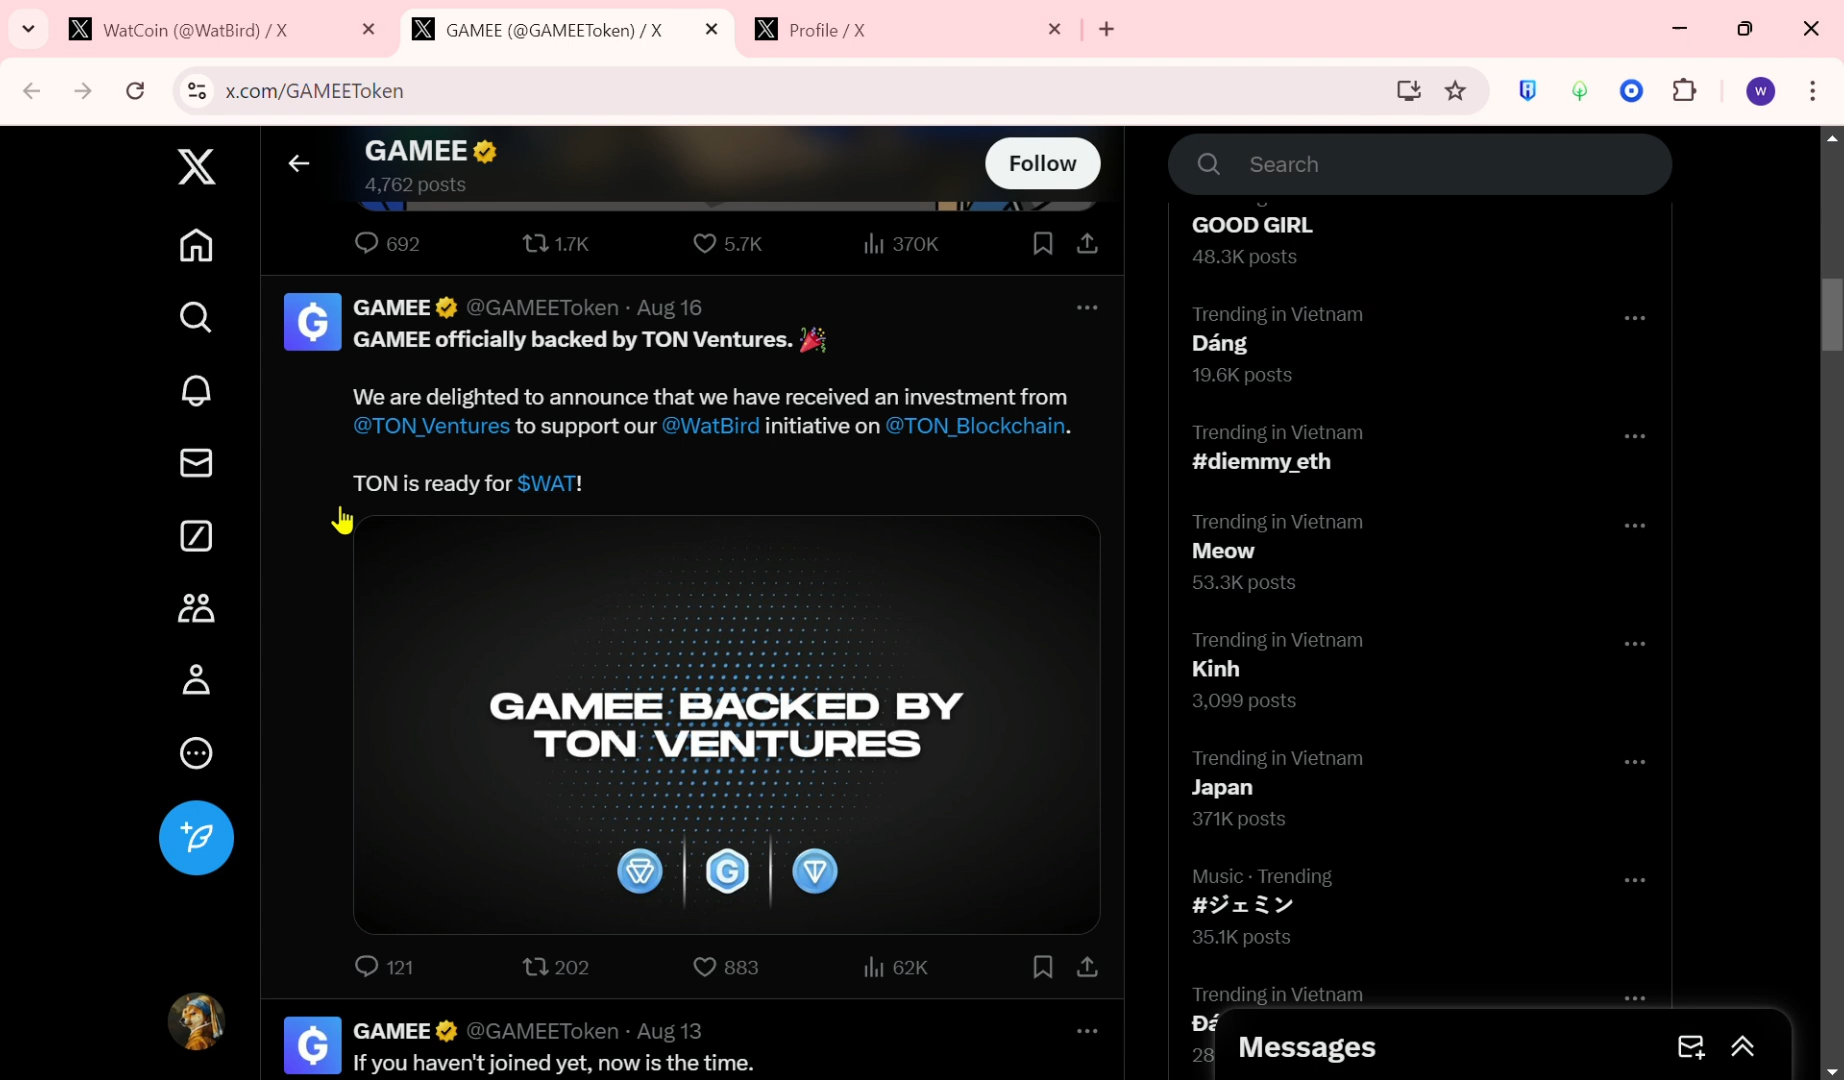 WatCoin (@WatBird) / X
GAMEE (@GAMEEToken) / X
Profile / X
x.com/GAMEEToken
W
GAMEE
4,762 posts
Follow
Search
692
1.7K
5.7K
370K
GAMEE @GAMEEToken · Aug 16
GAMEE officially backed by TON Ventures. 🎉
We are delighted to announce that we have received an investment from
@TON_Ventures to support our @WatBird initiative on @TON_Blockchain.
TON is ready for $WAT!
GAMEE BACKED BY
TON VENTURES
121
202
883
62K
GAMEE @GAMEEToken · Aug 13
If you haven't joined yet, now is the time.
GOOD GIRL
48.3K posts
Trending in Vietnam
Dáng
19.6K posts
Trending in Vietnam
#diemmy_eth
Trending in Vietnam
Meow
53.3K posts
Trending in Vietnam
Kinh
3,099 posts
Trending in Vietnam
Japan
371K posts
Music · Trending
#ジェミン
35.1K posts
Trending in Vietnam
Messages